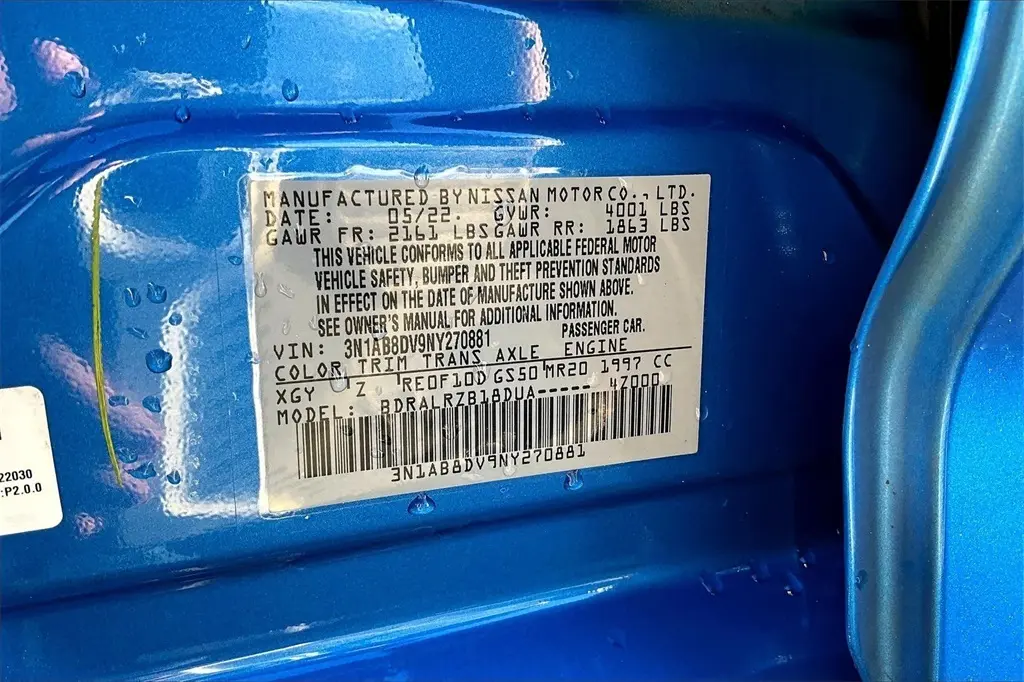 MANUFACTURED BY NISSAN MOTOR CO., LTD.
DATE: 05/22. GVWR: 4001 LBS
GAWR FR: 2161 LBS GAWR RR: 1863 LBS
THIS VEHICLE CONFORMS TO ALL APPLICABLE FEDERAL MOTOR
VEHICLE SAFETY, BUMPER AND THEFT PREVENTION STANDARDS
IN EFFECT ON THE DATE OF MANUFACTURE SHOWN ABOVE.
SEE OWNER'S MANUAL FOR ADDITIONAL INFORMATION.
VIN: 3N1AB8DV9NY270881 PASSENGER CAR.
COLOR TRIM TRANS AXLE ENGINE
XGY Z RE0F10D GS50 MR20 1997 CC
MODEL: BDRALRZB18DUA----- 4Z000
3N1AB8DV9NY270881
22030
:P2.0.0